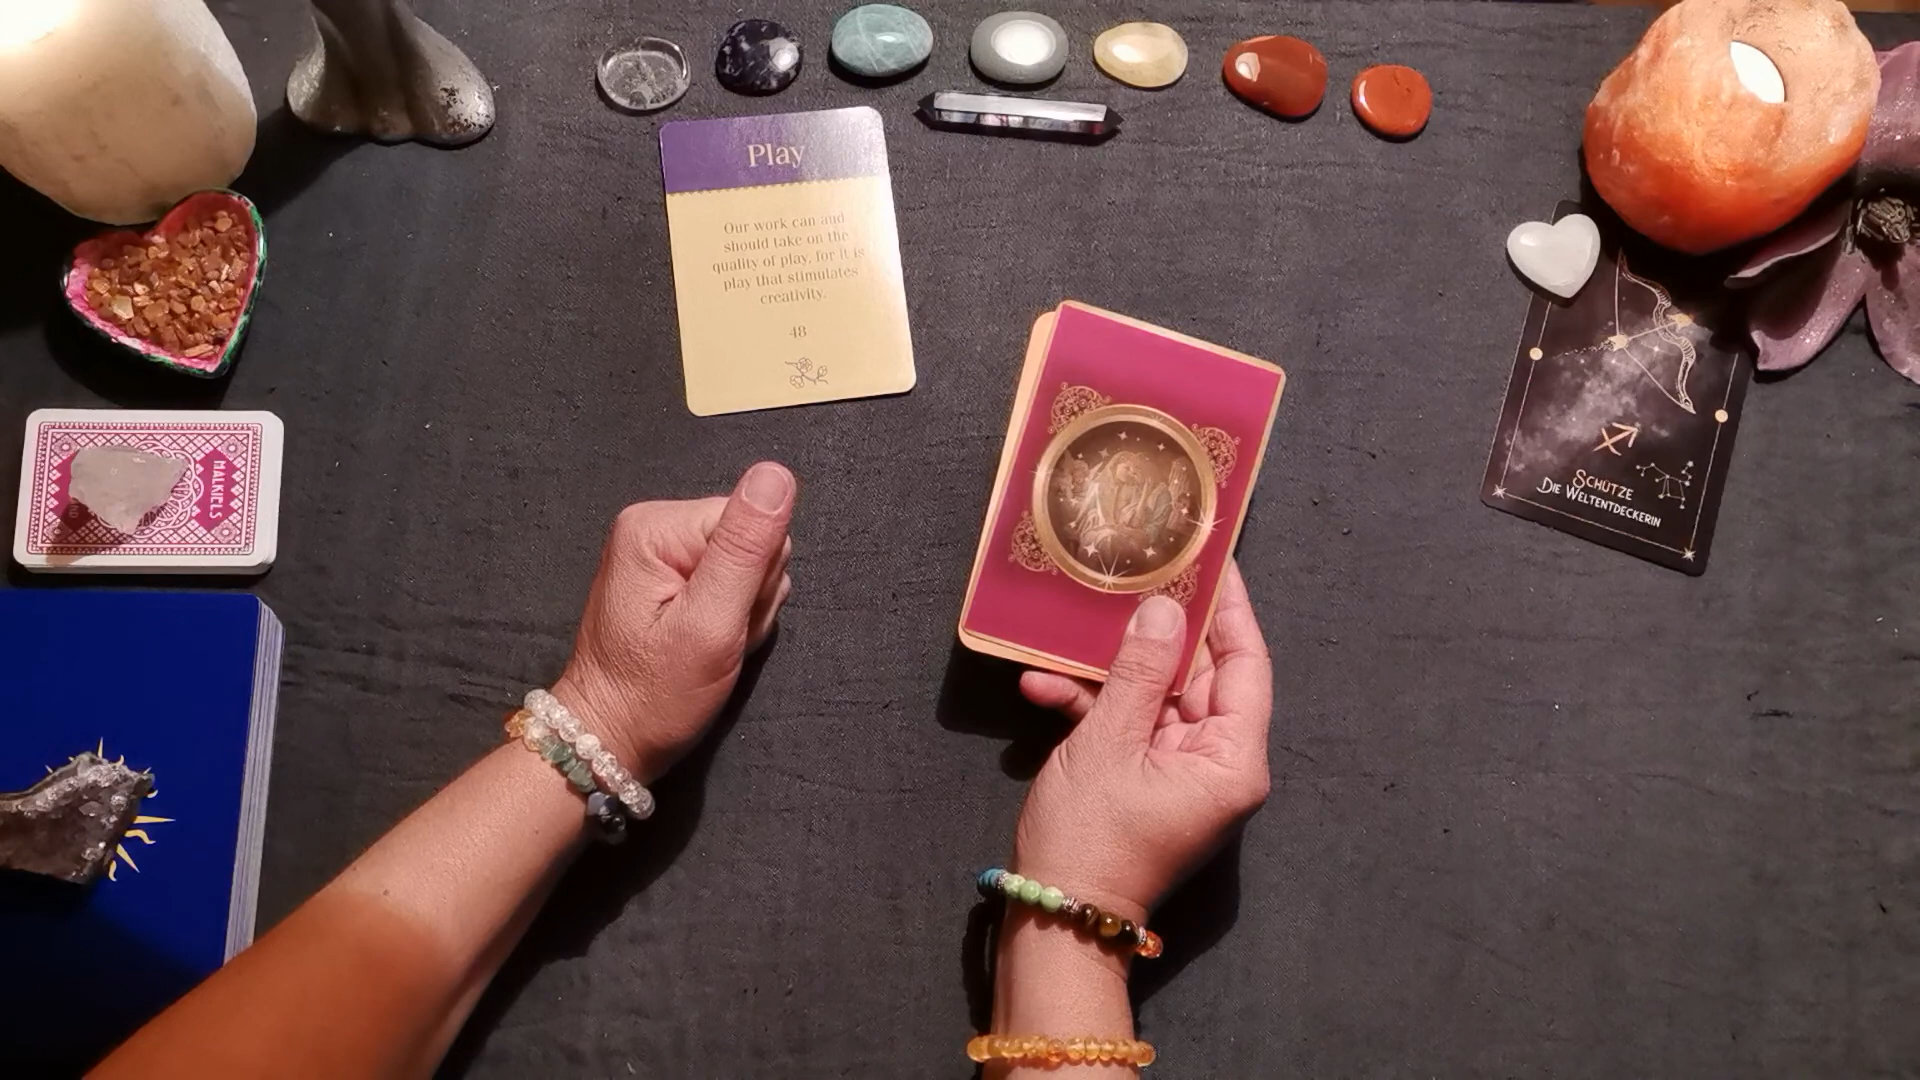 Play
Our work can and
should take on the
quality of play, for it is
play that stimulates
creativity.
48
MALKIEL'S
SCHÜTZE
DIE WELTENTDECKERIN